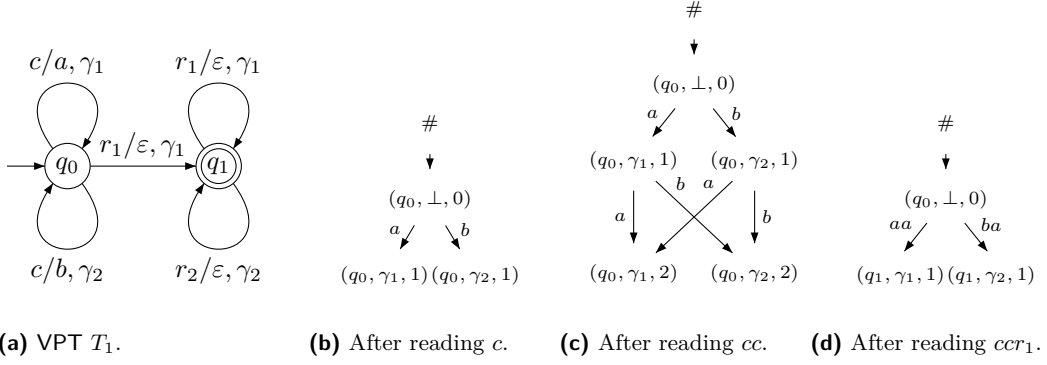 c/a, γ₁
r₁/ε, γ₁
q₀
r₁/ε, γ₁
q₁
c/b, γ₂
r₂/ε, γ₂
(a) VPT T₁.
#
(q₀, ⊥, 0)
a b
(q₀, γ₁, 1) (q₀, γ₂, 1)
(b) After reading c.
#
(q₀, ⊥, 0)
a b
(q₀, γ₁, 1) (q₀, γ₂, 1)
a b a b
(q₀, γ₁, 2) (q₀, γ₂, 2)
(c) After reading cc.
#
(q₀, ⊥, 0)
aa ba
(q₁, γ₁, 1) (q₁, γ₂, 1)
(d) After reading ccr₁.